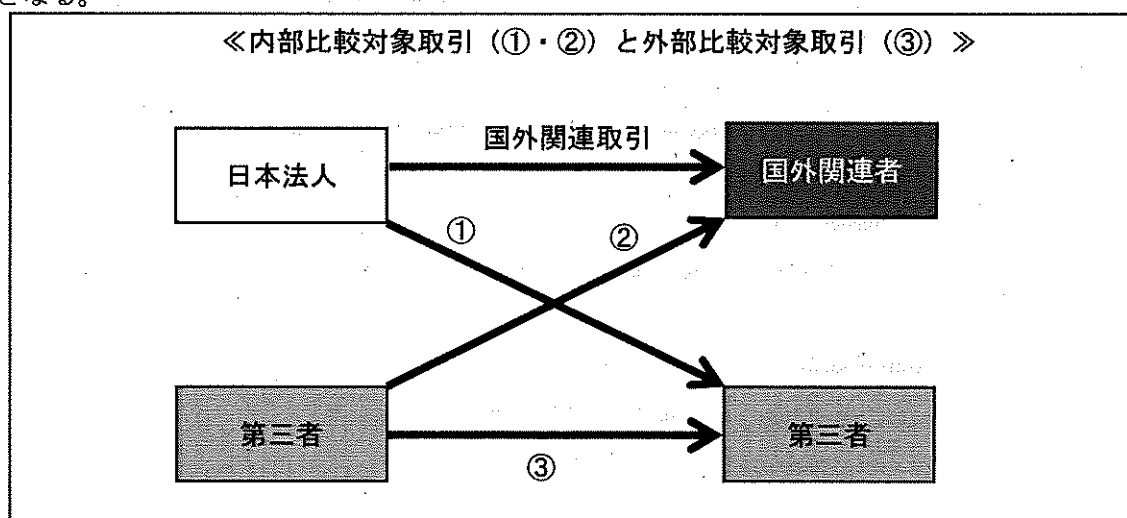 となる。
≪内部比較対象取引（①・②）と外部比較対象取引（③）≫
国外関連取引
日本法人
国外関連者
①
②
第三者
第三者
③